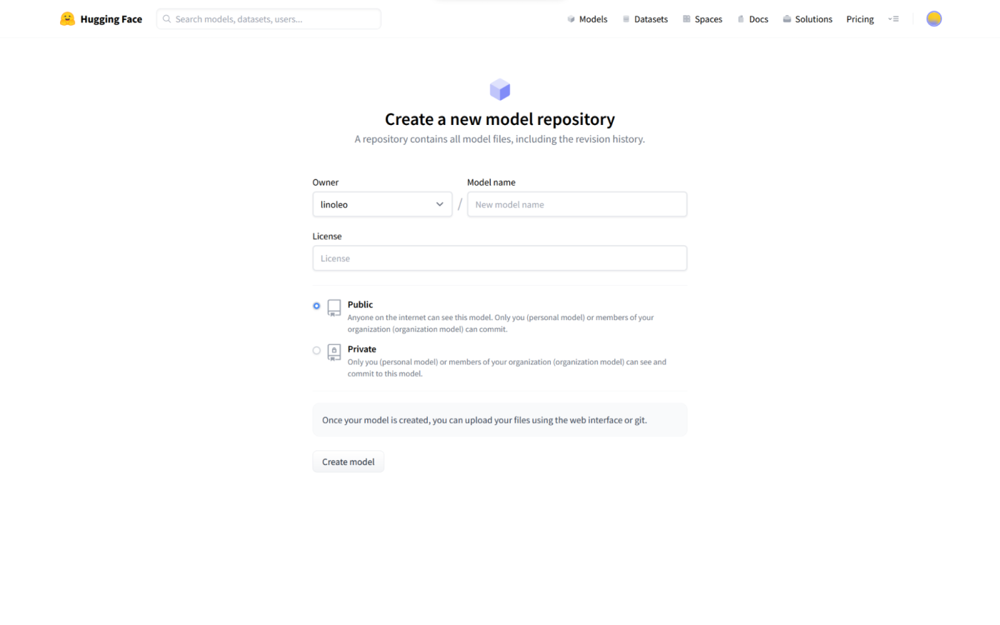 Hugging Face
Search models, datasets, users...
Models
Datasets
Spaces
Docs
Solutions
Pricing
Create a new model repository
A repository contains all model files, including the revision history.
Owner
Model name
linoleo
/
New model name
License
License
Public
Anyone on the internet can see this model. Only you (personal model) or members of your
organization (organization model) can commit.
Private
Only you (personal model) or members of your organization (organization model) can see and
commit to this model.
Once your model is created, you can upload your files using the web interface or git.
Create model